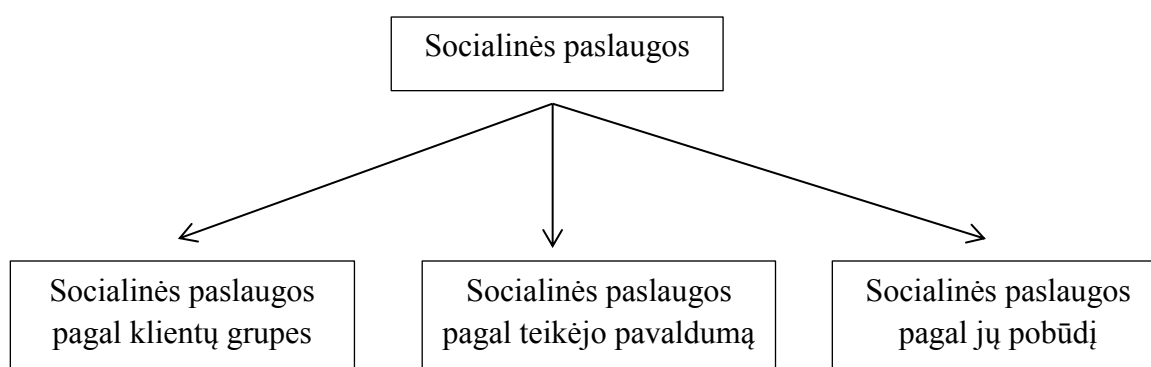 Socialinės paslaugos
Socialinės paslaugos
pagal klientų grupes
Socialinės paslaugos
pagal teikėjo pavaldumą
Socialinės paslaugos
pagal jų pobūdį